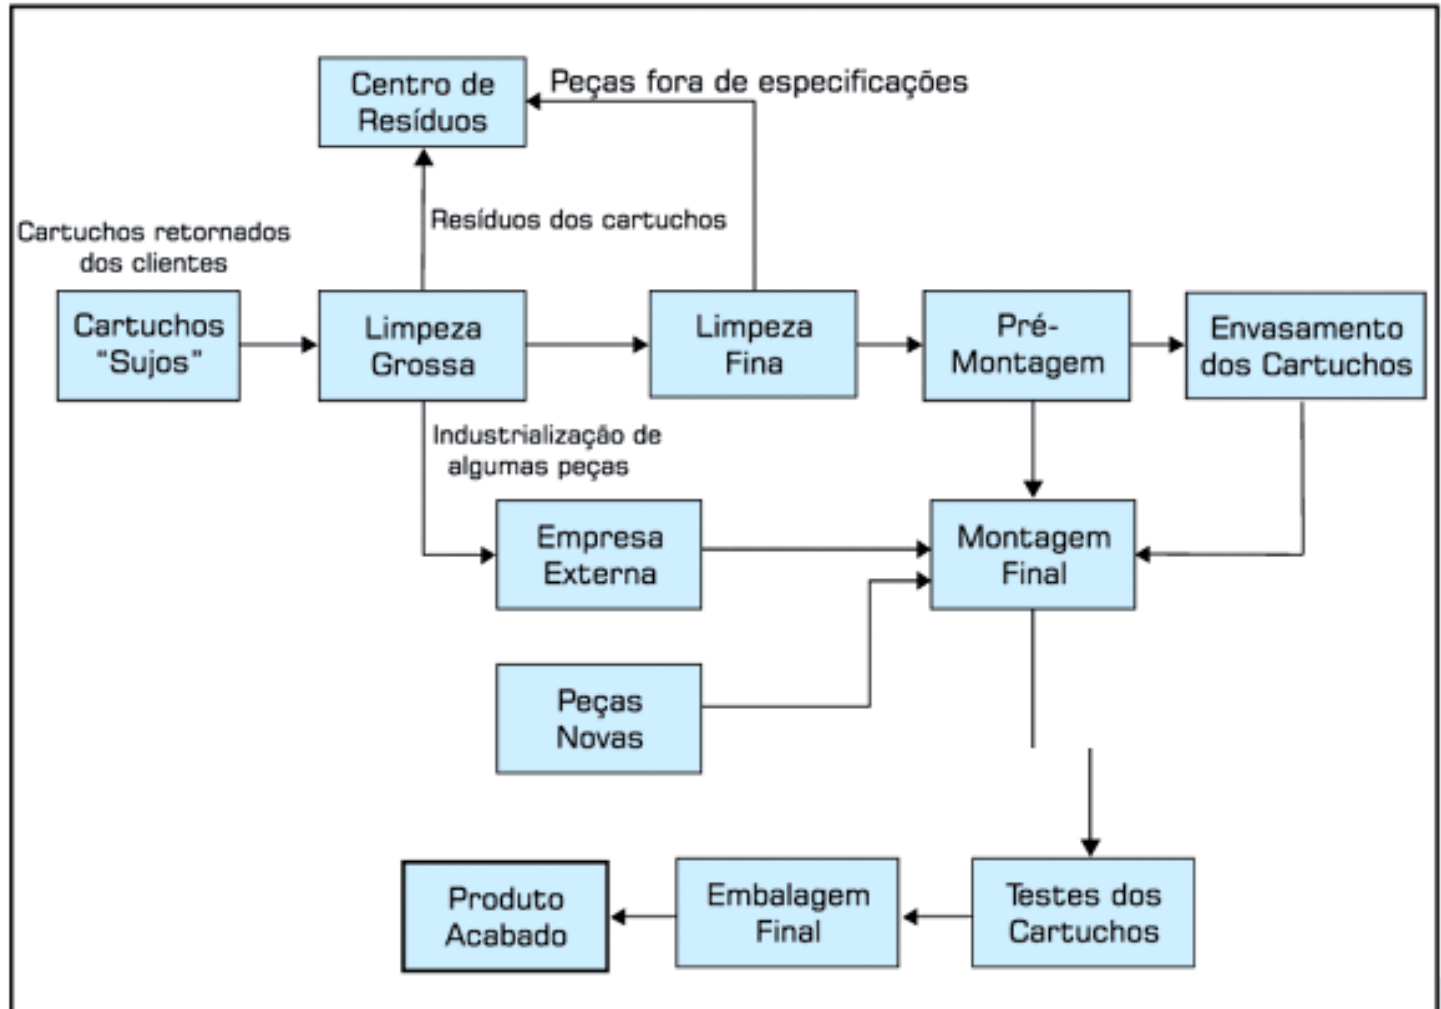 Centro de
Resíduos
Peças fora de especificações
Resíduos dos cartuchos
Cartuchos retornados
dos clientes
Cartuchos
“Sujos”
Limpeza
Grossa
Limpeza
Fina
Pré-
Montagem
Envasamento
dos Cartuchos
Industrialização de
algumas peças
Empresa
Externa
Montagem
Final
Peças
Novas
Produto
Acabado
Embalagem
Final
Testes dos
Cartuchos